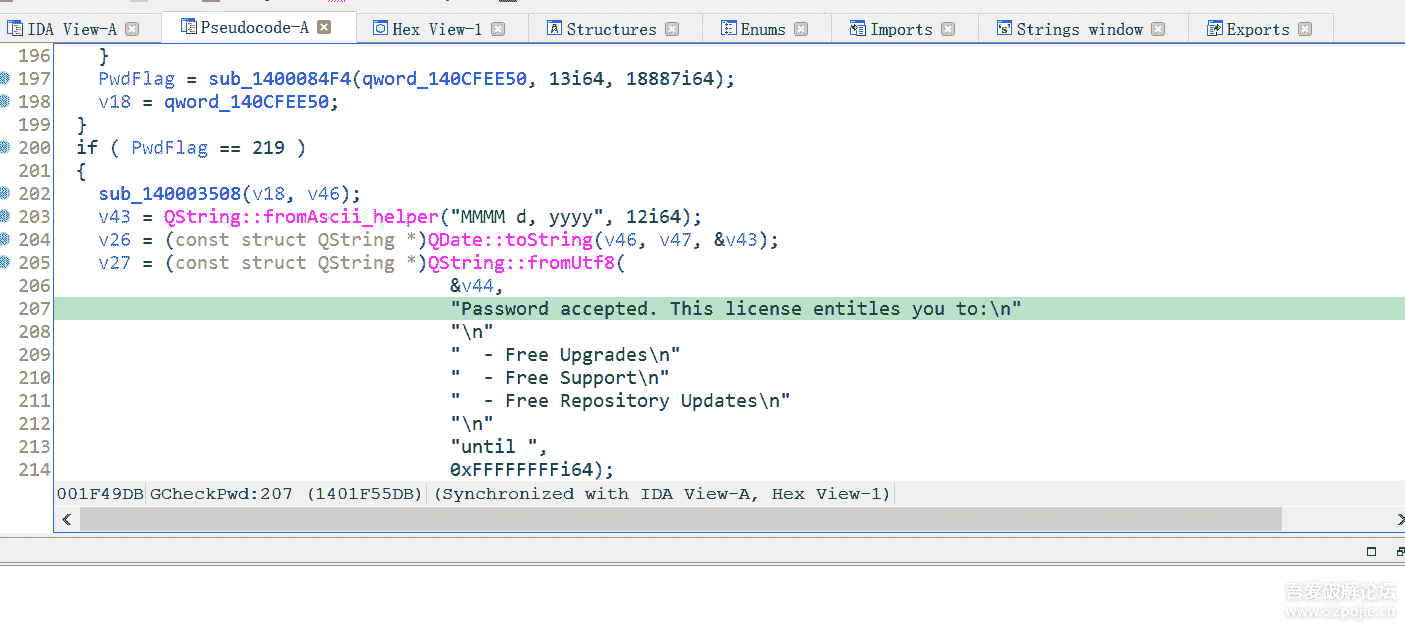 IDA View-A Pseudocode-A Hex View-1 Structures Enums Imports Strings window Exports
196 }
197 PwdFlag = sub_1400084F4(qword_140CFEE50, 13i64, 18887i64);
198 v18 = qword_140CFEE50;
199 }
200 if ( PwdFlag == 219 )
201 {
202 sub_140003508(v18, v46);
203 v43 = QString::fromAscii_helper("MMMM d, yyyy", 12i64);
204 v26 = (const struct QString *)QDate::toString(v46, v47, &v43);
205 v27 = (const struct QString *)QString::fromUtf8(
206 &v44,
207 "Password accepted. This license entitles you to:\n"
208 "\n"
209 "  - Free Upgrades\n"
210 "  - Free Support\n"
211 "  - Free Repository Updates\n"
212 "\n"
213 "until ",
214 0xFFFFFFFFi64);
001F49DB GCheckPwd:207 (1401F55DB) (Synchronized with IDA View-A, Hex View-1)
吾爱破解论坛
www.52pojie.cn